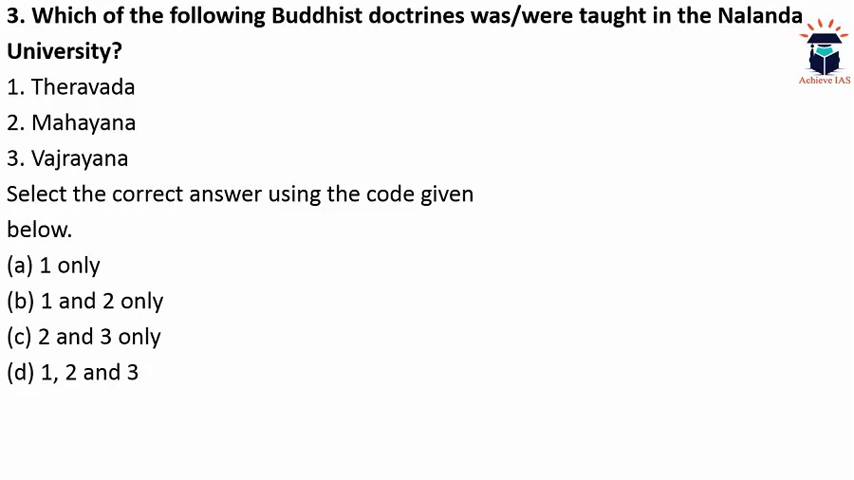 3. Which of the following Buddhist doctrines was/were taught in the Nalanda
University?
1. Theravada
2. Mahayana
3. Vajrayana
Select the correct answer using the code given
below.
(a) 1 only
(b) 1 and 2 only
(c) 2 and 3 only
(d) 1, 2 and 3
Achieve IAS